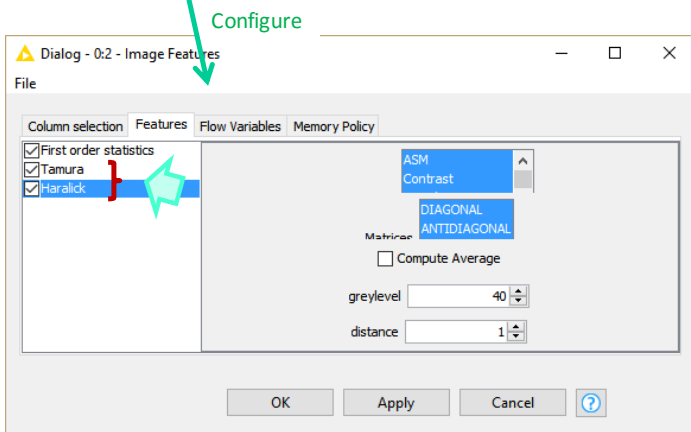 Configure
Dialog - 0:2 - Image Features
File
Column selection Features Flow Variables Memory Policy
First order statistics
Tamura
Haralick
ASM
Contrast
DIAGONAL
ANTIDIAGONAL
Matrices
Compute Average
greylevel 40
distance 1
OK Apply Cancel ?